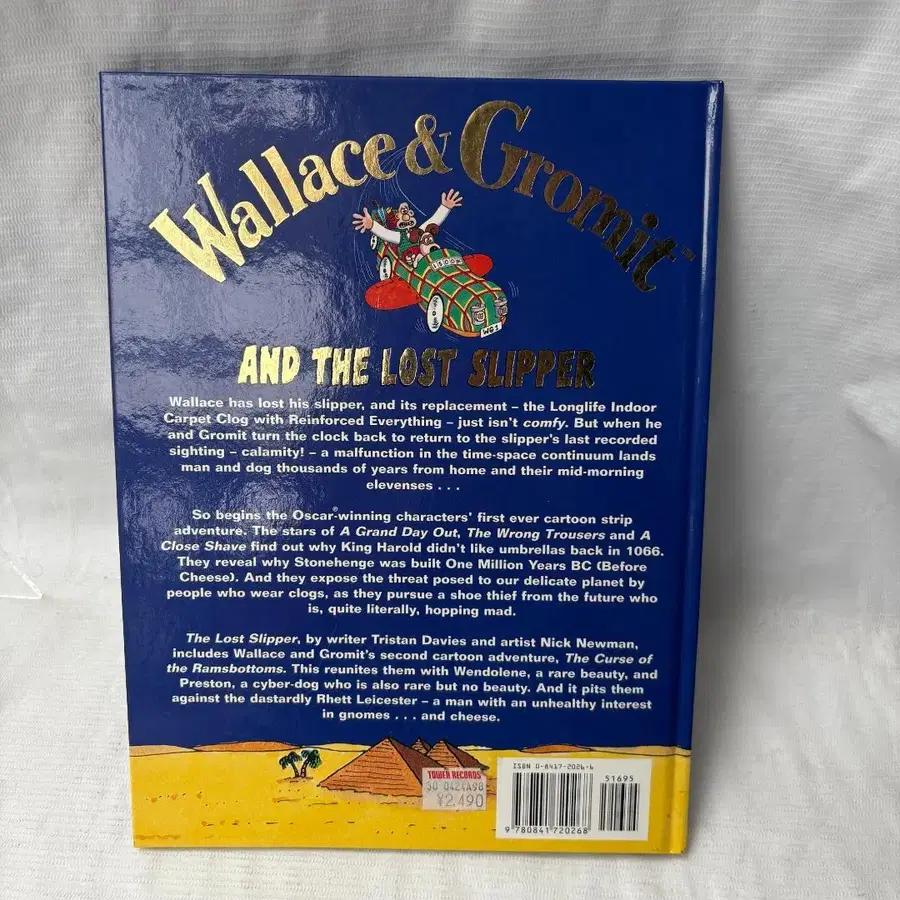 Wallace & Gromit™
1500W
WG1
AND THE LOST SLIPPER
Wallace has lost his slipper, and its replacement – the Longlife Indoor
Carpet Clog with Reinforced Everything – just isn't comfy. But when he
and Gromit turn the clock back to return to the slipper's last recorded
sighting – calamity! – a malfunction in the time-space continuum lands
man and dog thousands of years from home and their mid-morning
elevenses . . .
So begins the Oscar®-winning characters' first ever cartoon strip
adventure. The stars of A Grand Day Out, The Wrong Trousers and A
Close Shave find out why King Harold didn't like umbrellas back in 1066.
They reveal why Stonehenge was built One Million Years BC (Before
Cheese). And they expose the threat posed to our delicate planet by
people who wear clogs, as they pursue a shoe thief from the future who
is, quite literally, hopping mad.
The Lost Slipper, by writer Tristan Davies and artist Nick Newman,
includes Wallace and Gromit's second cartoon adventure, The Curse of
the Ramsbottoms. This reunites them with Wendolene, a rare beauty, and
Preston, a cyber-dog who is also rare but no beauty. And it pits them
against the dastardly Rhett Leicester – a man with an unhealthy interest
in gnomes . . . and cheese.
TOWER RECORDS
¥2,490
ISBN 0-8417-2026-6
51695
9 780841 720268